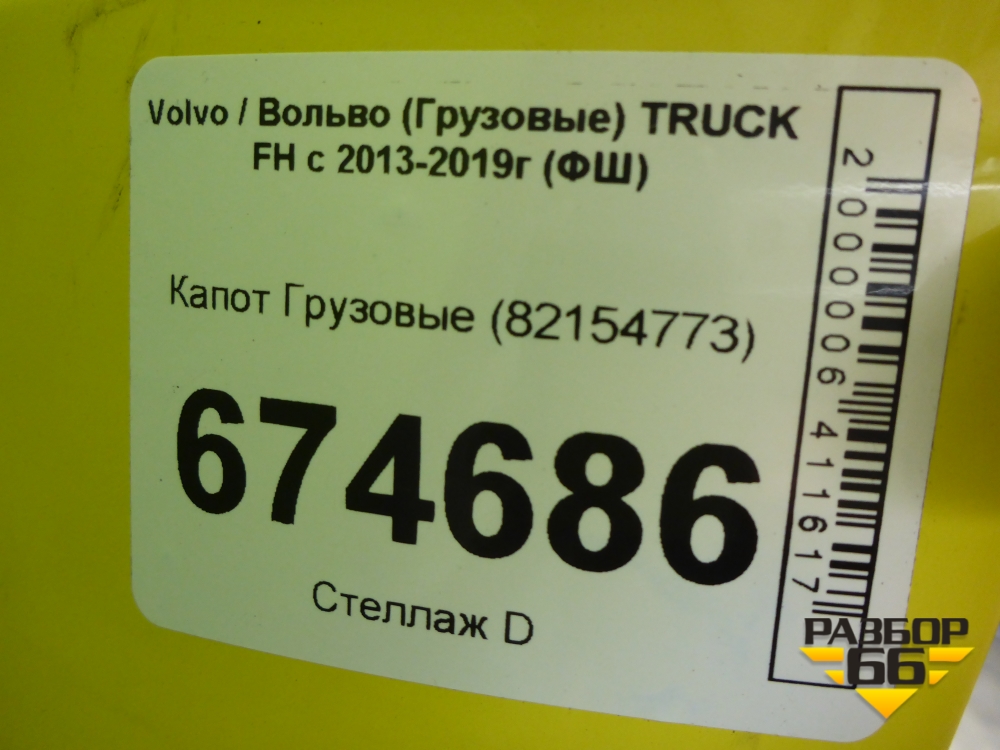 Volvo / Вольво (Грузовые) TRUCK
FH с 2013-2019г (ФШ)
Капот Грузовые (82154773)
674686
Стеллаж D
2000006411617
РАЗБОР
66